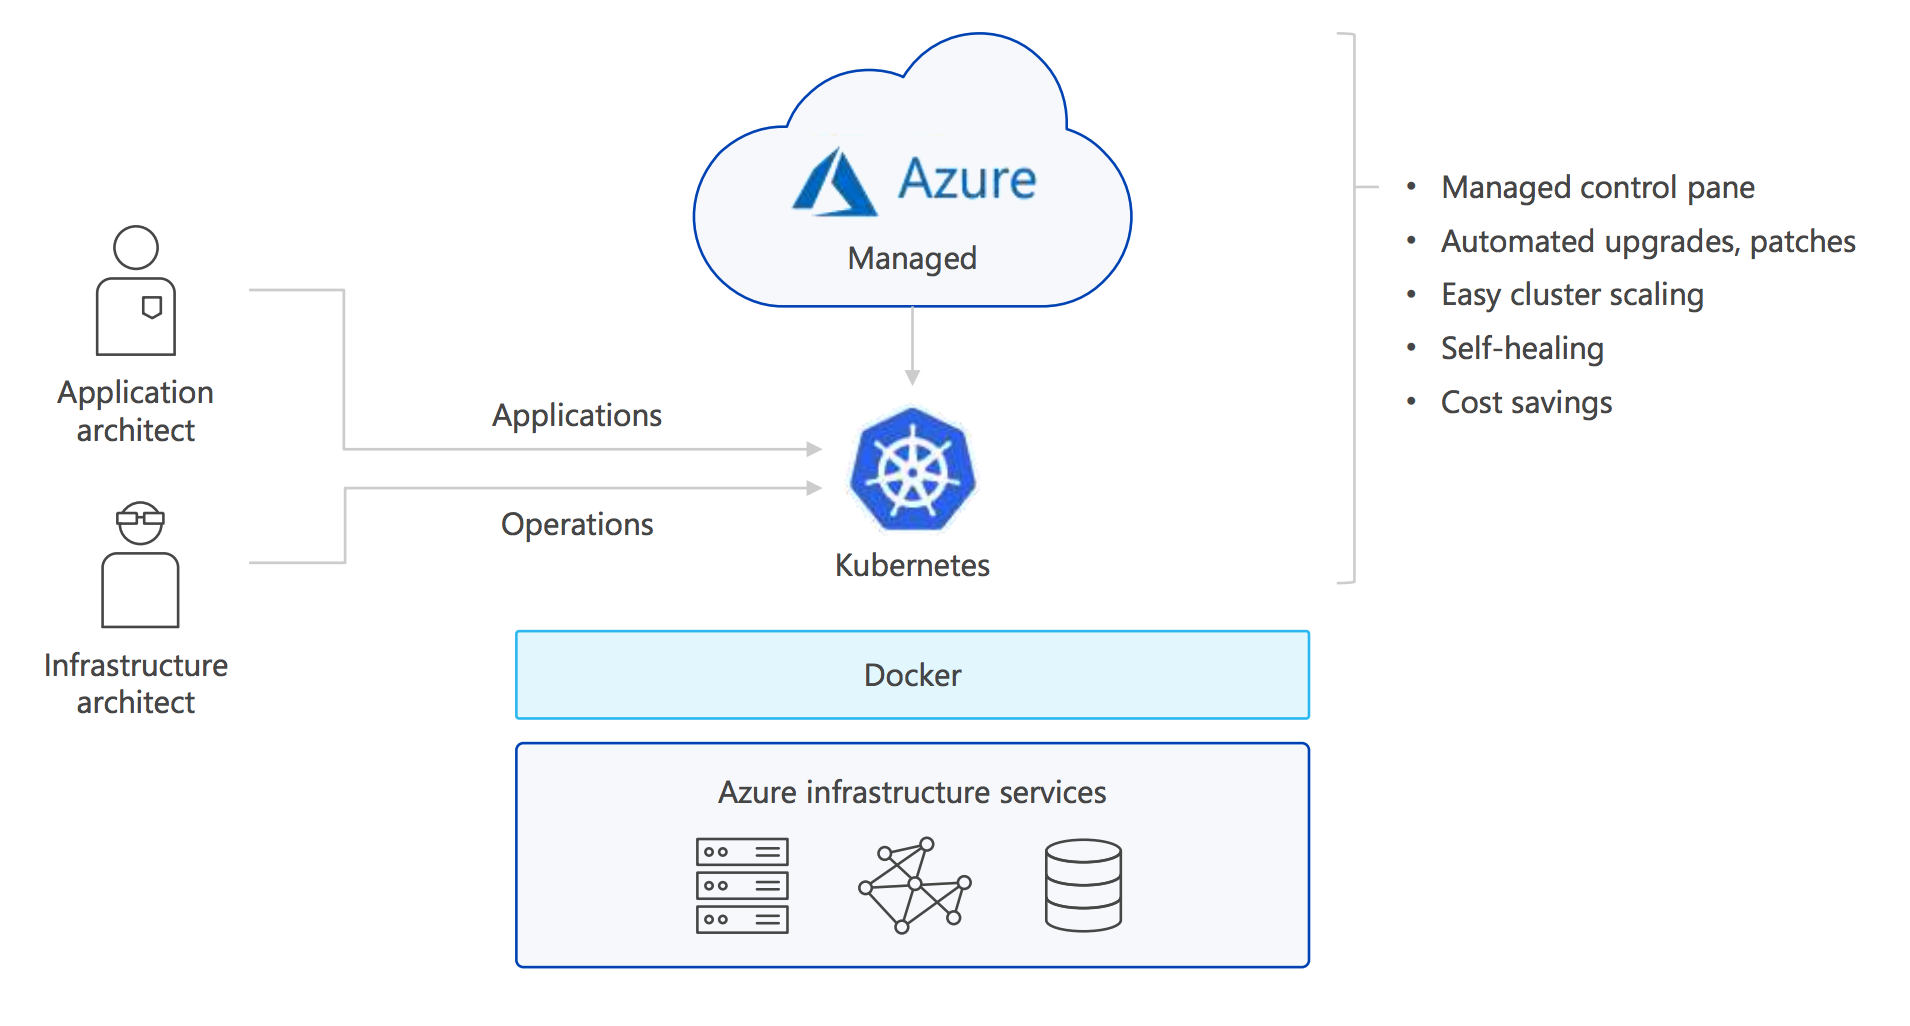 Azure
Managed
Application
architect
Applications
Infrastructure
architect
Operations
Kubernetes
Docker
Azure infrastructure services
• Managed control pane
• Automated upgrades, patches
• Easy cluster scaling
• Self-healing
• Cost savings